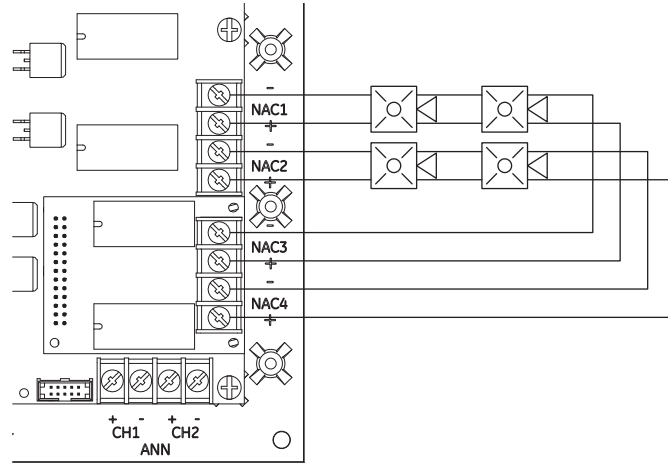 -
NAC1
+
-
NAC2
+
-
NAC3
+
-
NAC4
+
+ - + -
CH1 CH2
ANN